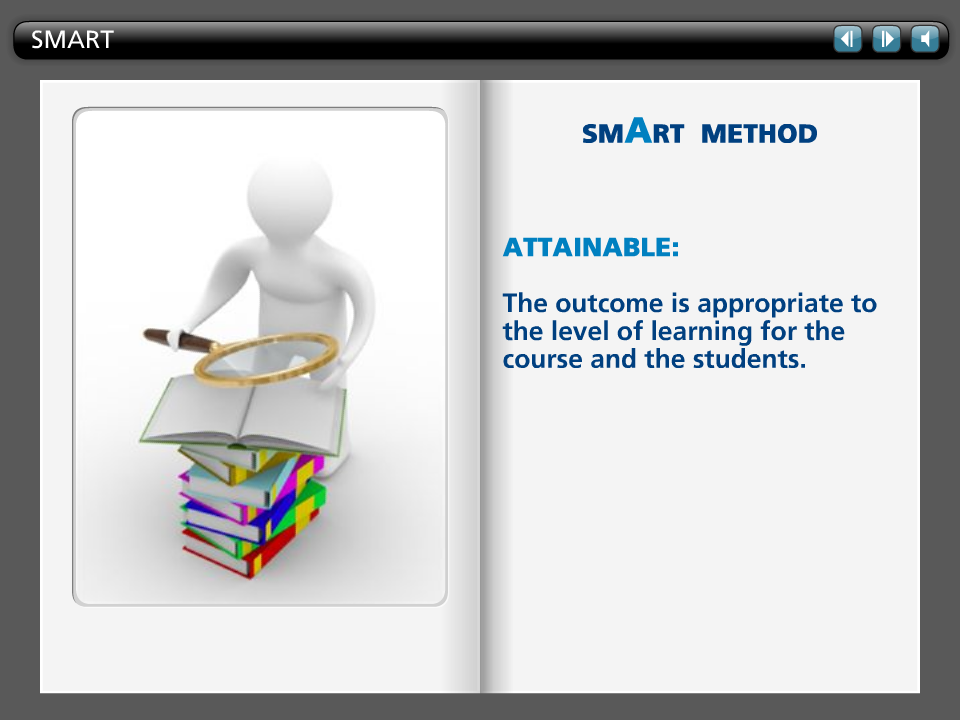 SMART
SMART METHOD
ATTAINABLE:
The outcome is appropriate to
the level of learning for the
course and the students.